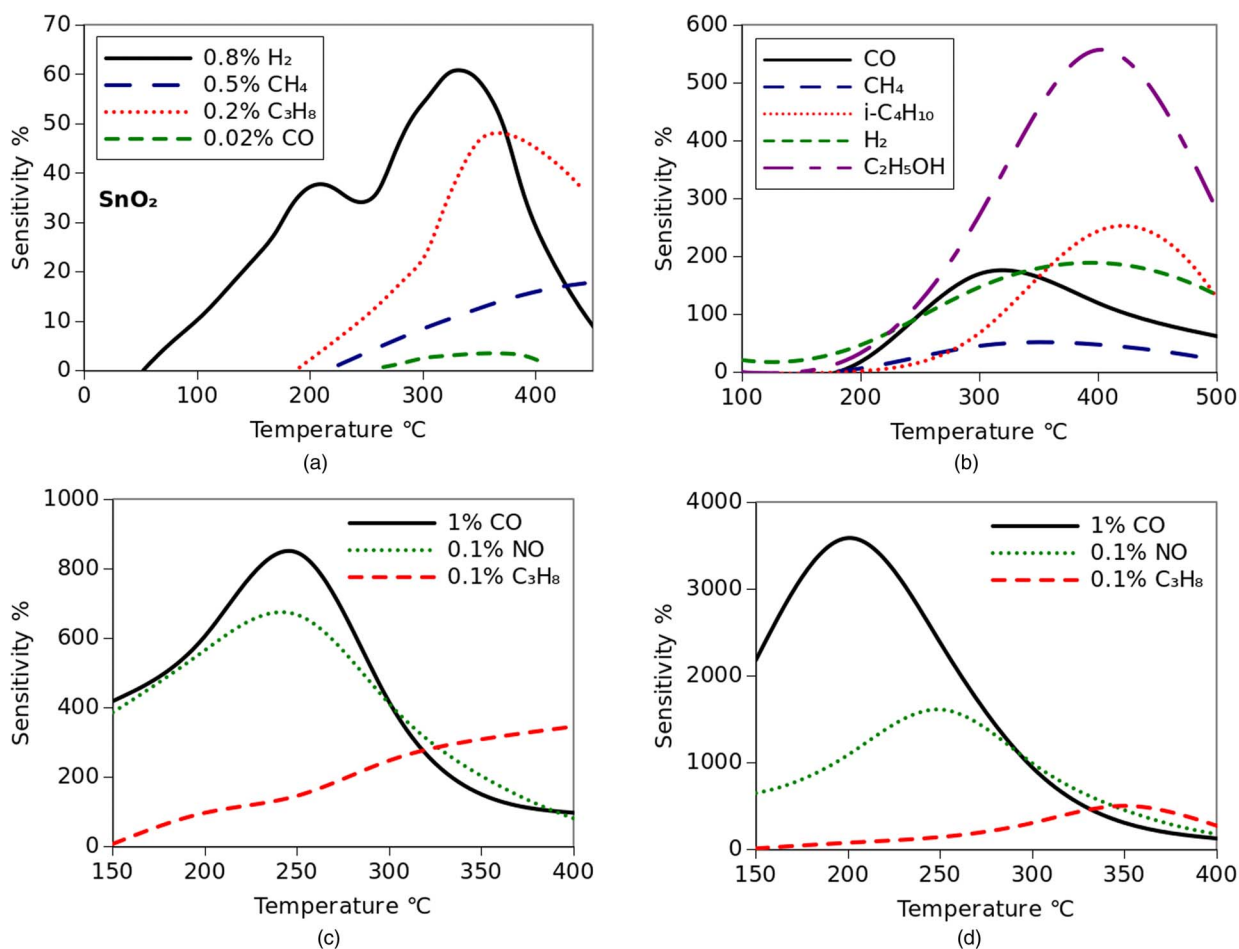 70
60
50
40
30
20
10
0
Sensitivity %
0.8% H₂
0.5% CH₄
0.2% C₃H₈
0.02% CO
SnO₂
0 100 200 300 400
Temperature °C
(a)
600
500
400
300
200
100
0
Sensitivity %
CO
CH₄
i-C₄H₁₀
H₂
C₂H₅OH
100 200 300 400 500
Temperature °C
(b)
1000
800
600
400
200
0
Sensitivity %
1% CO
0.1% NO
0.1% C₃H₈
150 200 250 300 350 400
Temperature °C
(c)
4000
3000
2000
1000
0
Sensitivity %
1% CO
0.1% NO
0.1% C₃H₈
150 200 250 300 350 400
Temperature °C
(d)